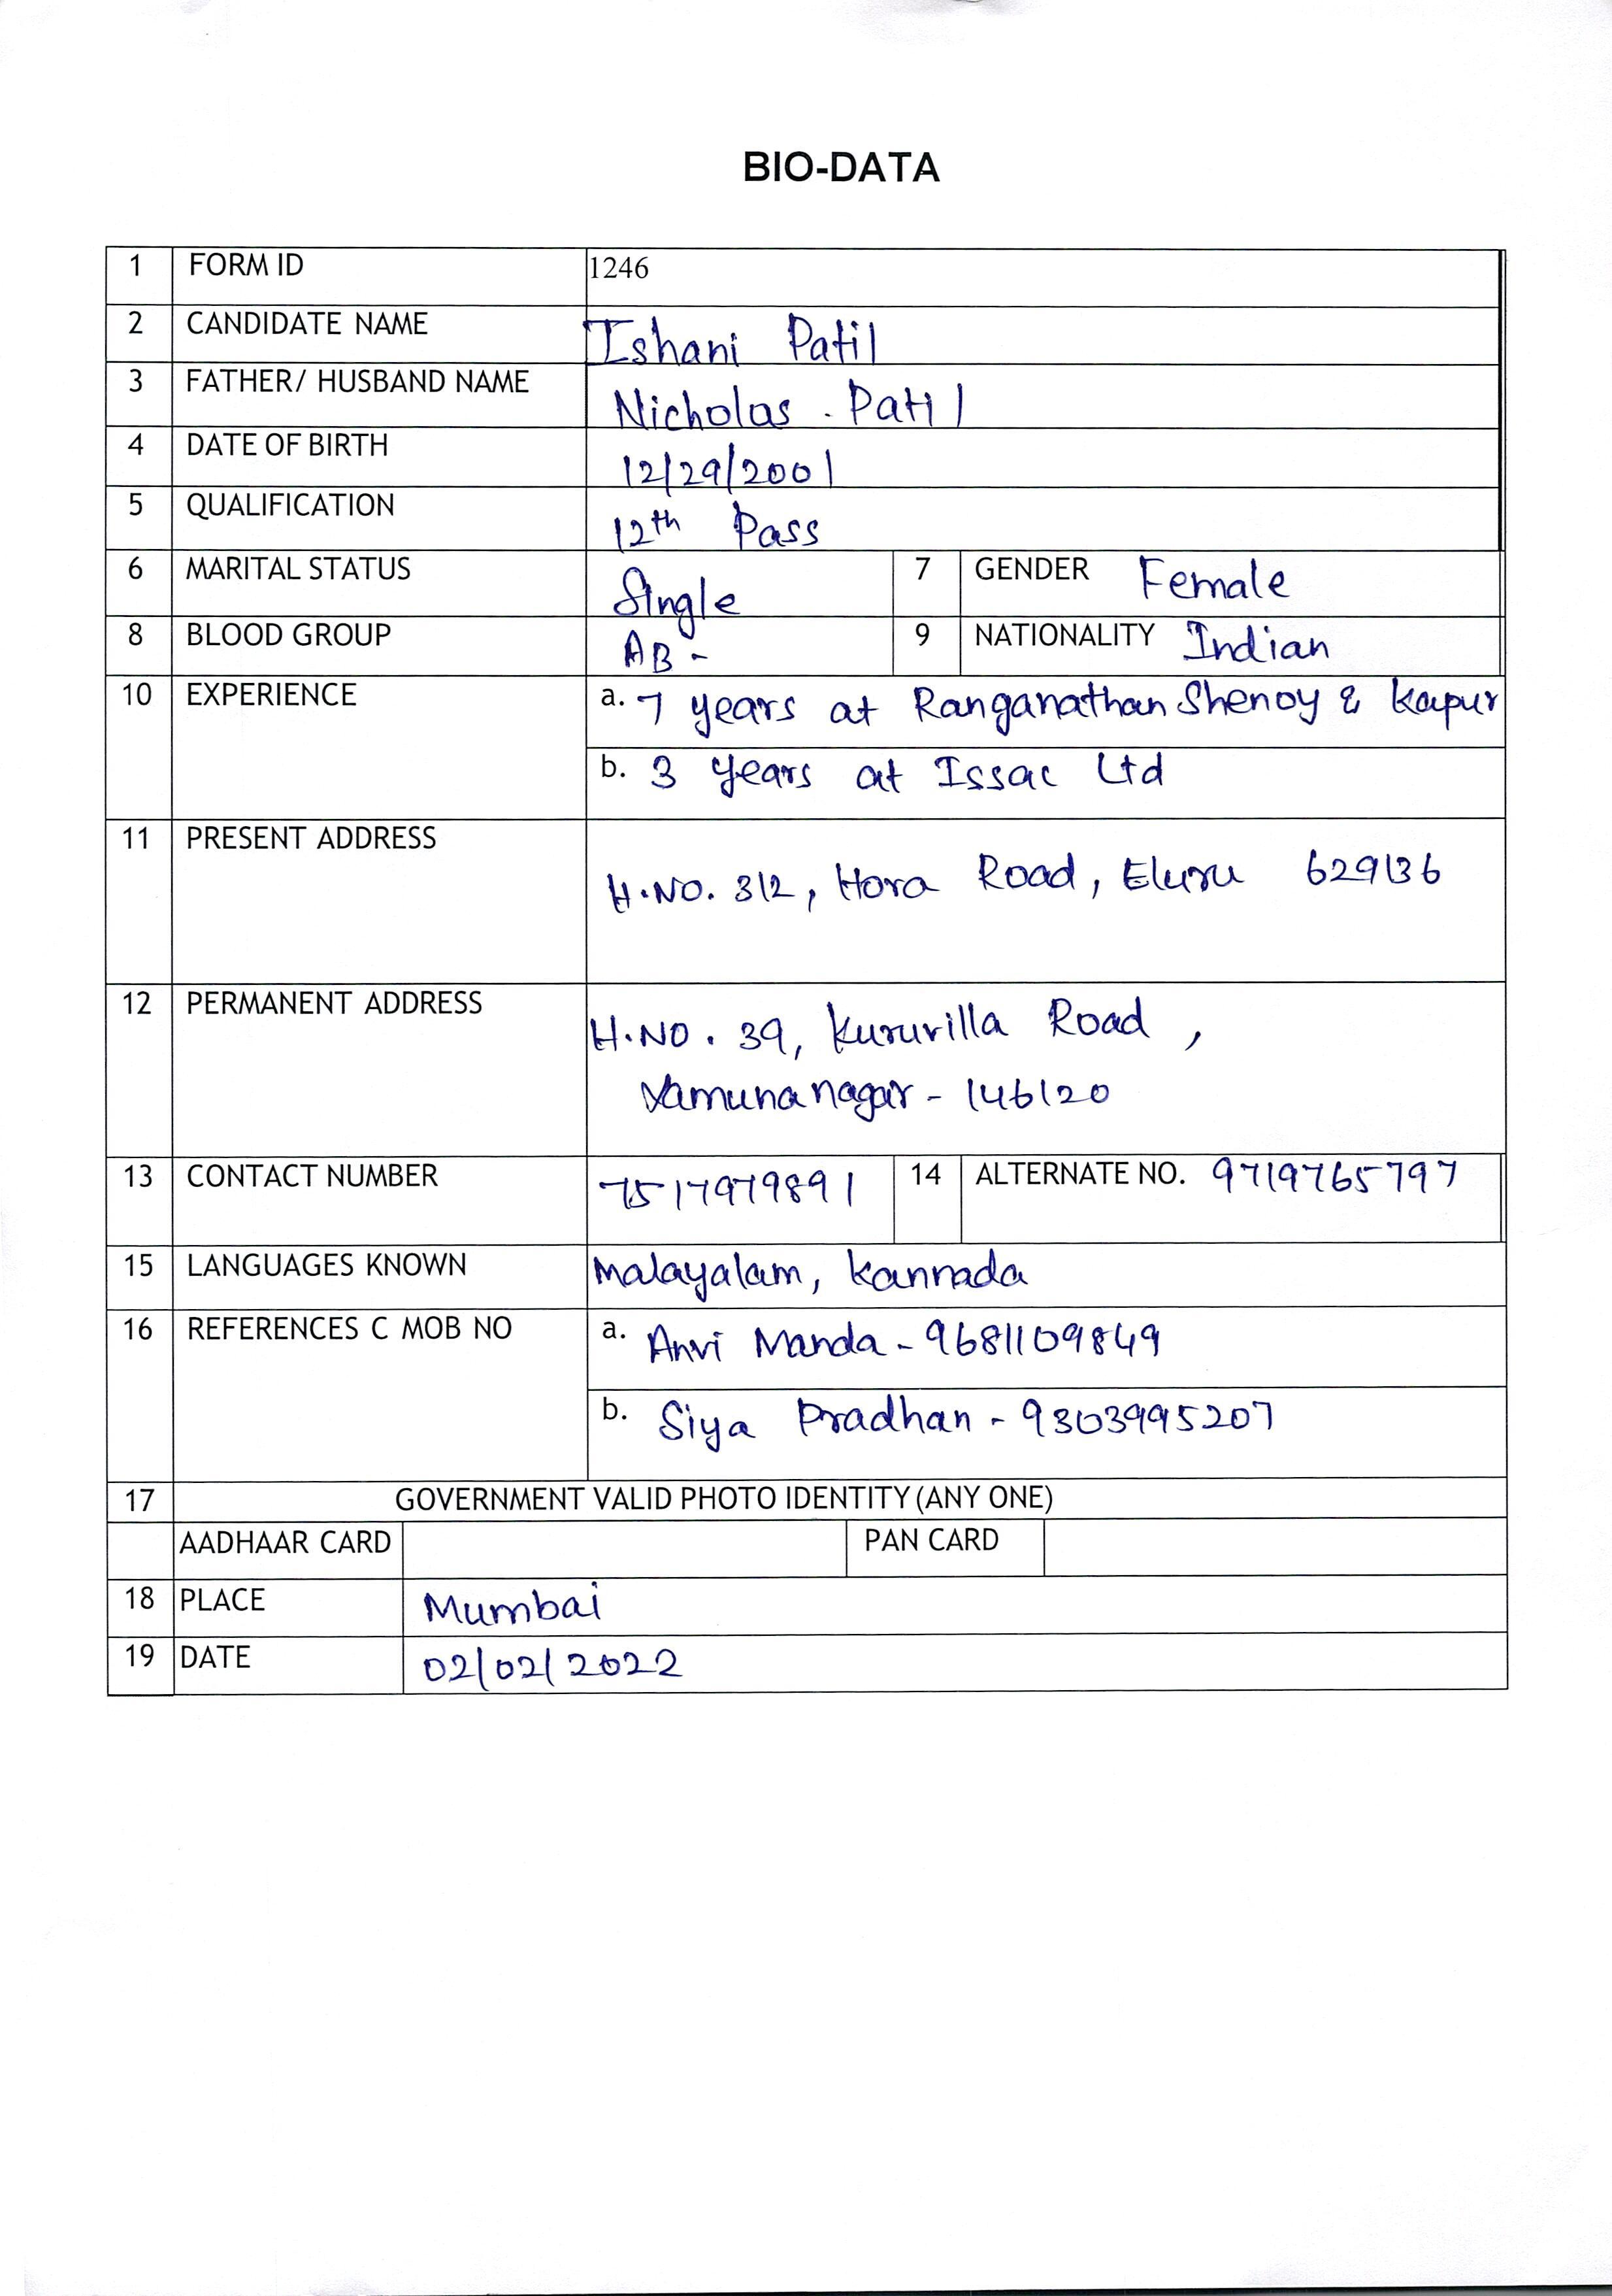 BIO-DATA
1 FORM ID 1246
2 CANDIDATE NAME Ishani Patil
3 FATHER/ HUSBAND NAME Nicholas . Patil
4 DATE OF BIRTH 12/29/2001
5 QUALIFICATION 12th Pass
6 MARITAL STATUS Single 7 GENDER Female
8 BLOOD GROUP AB - 9 NATIONALITY Indian
10 EXPERIENCE a. 7 years at Ranganathan Shenoy & Kapur
b. 3 years at Issac Ltd
11 PRESENT ADDRESS
H.NO. 312, Hora Road, Eluru 629136
12 PERMANENT ADDRESS
H.NO. 39, Kuruvilla Road ,
Yamunanagar - 146120
13 CONTACT NUMBER 7517979891 14 ALTERNATE NO. 9719765797
15 LANGUAGES KNOWN Malayalam, Kannada
16 REFERENCES C MOB NO a. Anvi Manda - 9681109849
b. Siya Pradhan - 9303995207
17 GOVERNMENT VALID PHOTO IDENTITY (ANY ONE)
AADHAAR CARD PAN CARD
18 PLACE Mumbai
19 DATE 02/02/2022